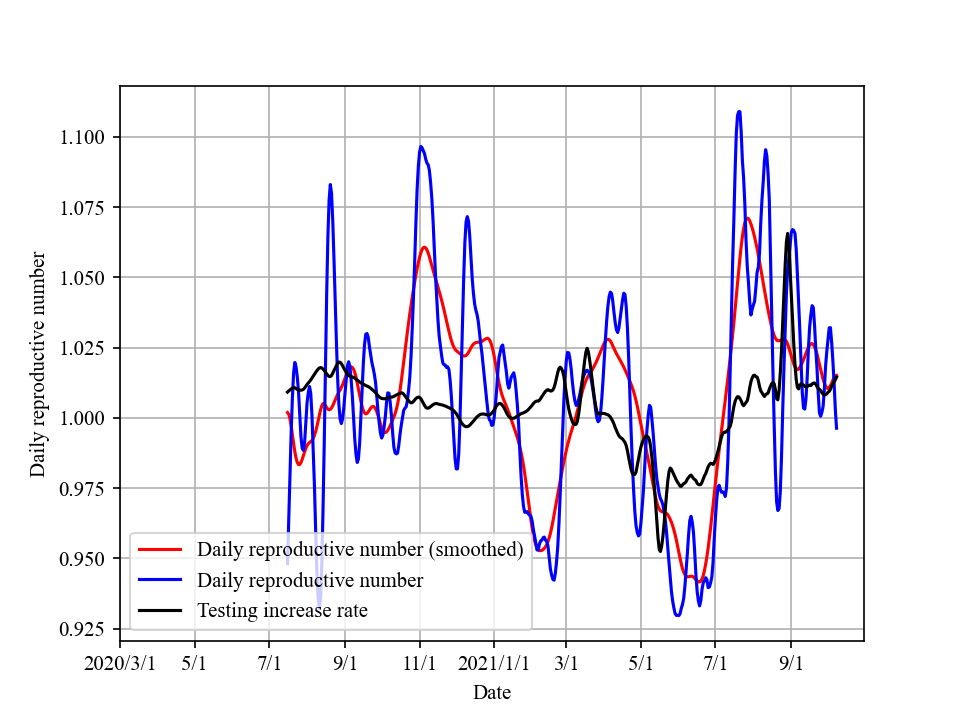 Daily reproductive number
1.100
1.075
1.050
1.025
1.000
0.975
0.950
0.925
Daily reproductive number (smoothed)
Daily reproductive number
Testing increase rate
2020/3/1 5/1 7/1 9/1 11/1 2021/1/1 3/1 5/1 7/1 9/1
Date